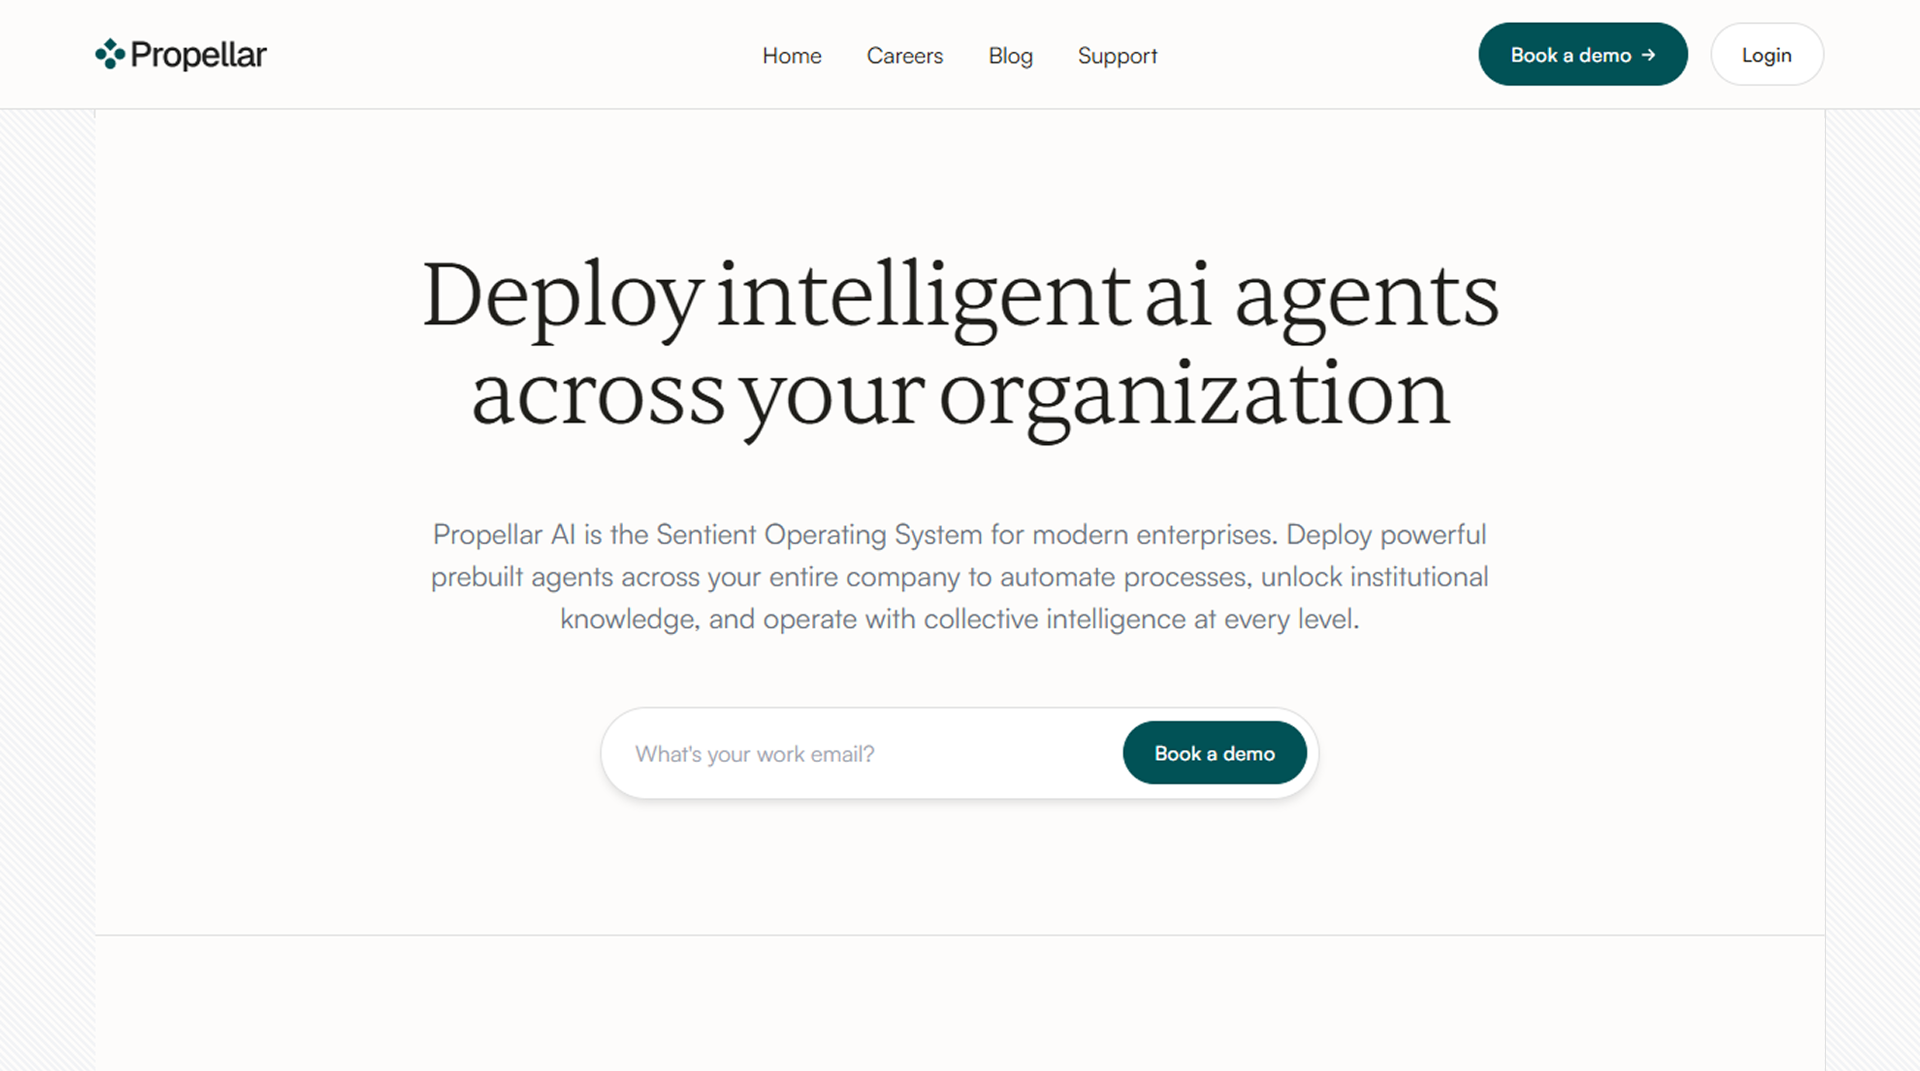 Propellar
Home
Careers
Blog
Support
Book a demo →
Login
Deploy intelligent ai agents
across your organization
Propellar AI is the Sentient Operating System for modern enterprises. Deploy powerful
prebuilt agents across your entire company to automate processes, unlock institutional
knowledge, and operate with collective intelligence at every level.
What's your work email?
Book a demo